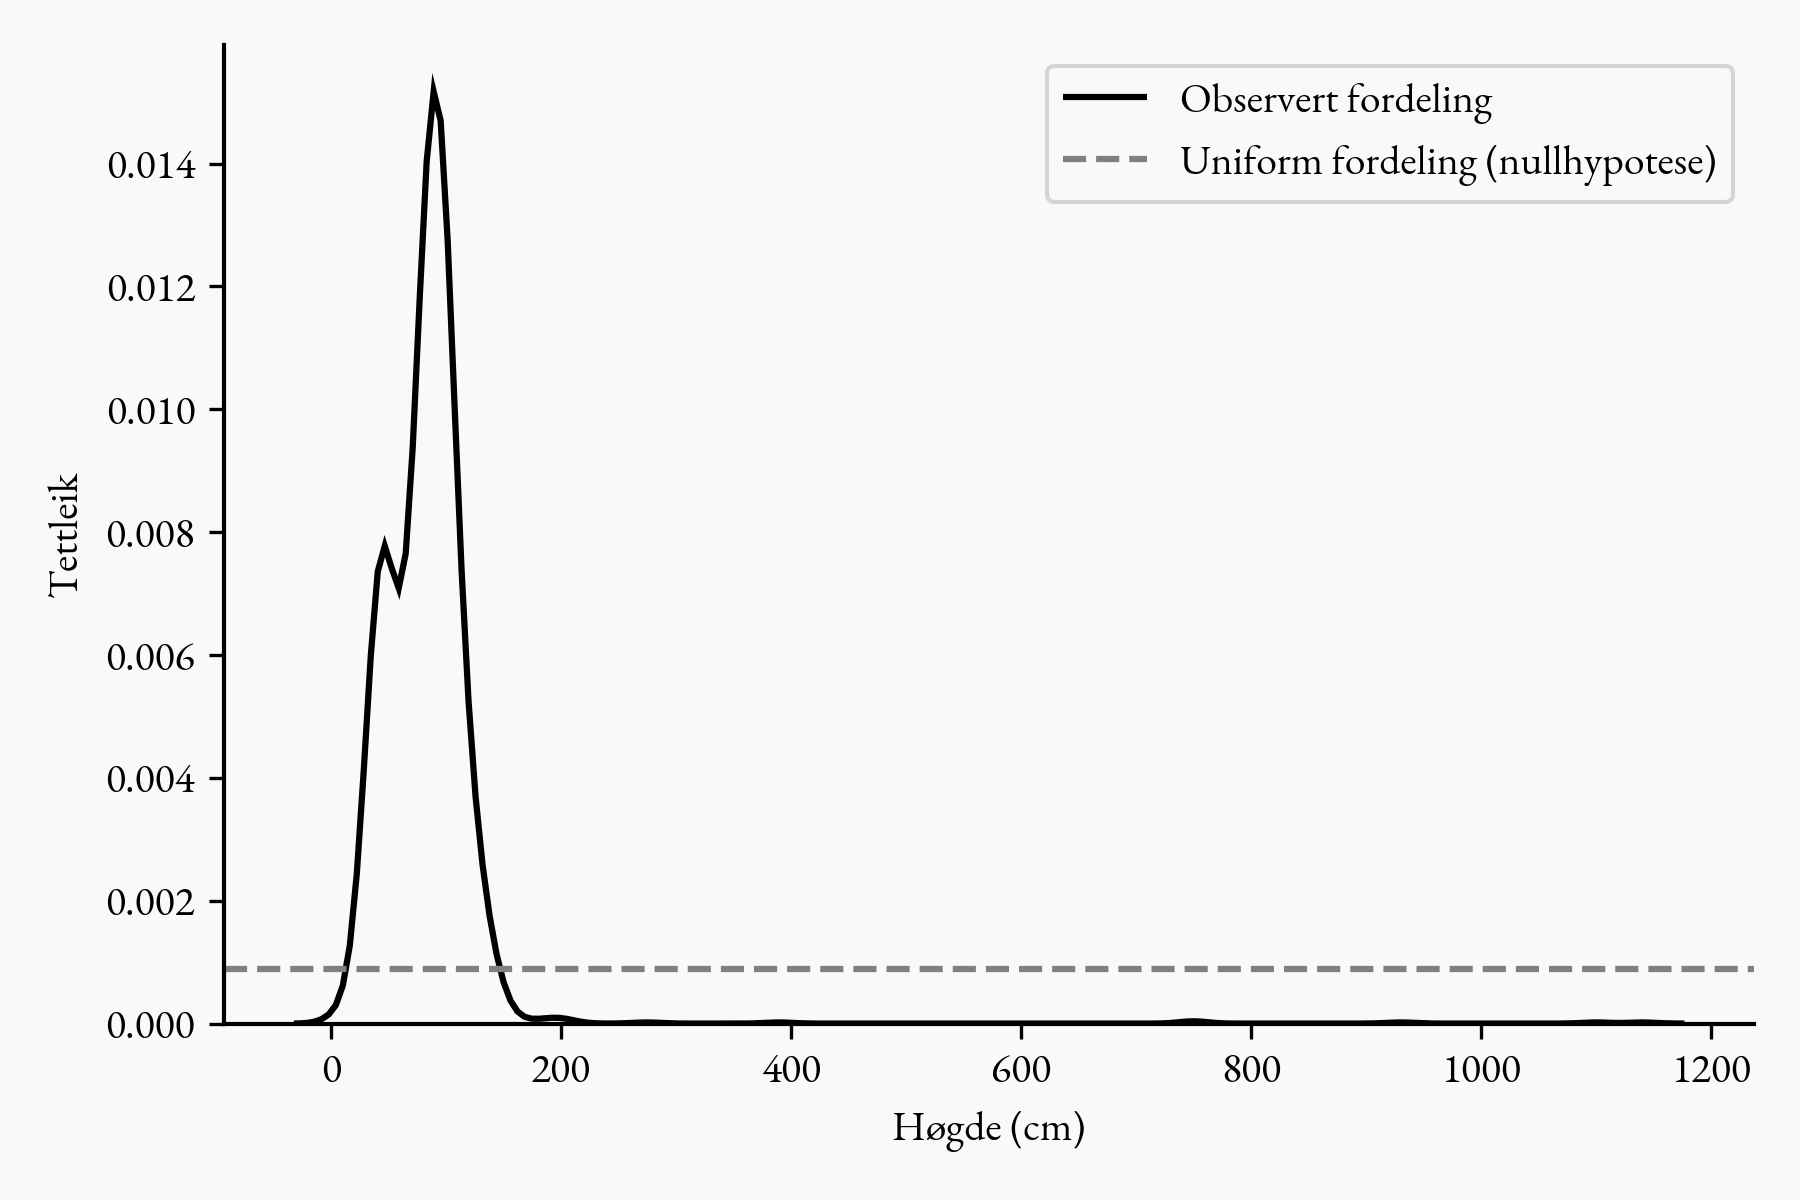 Observert fordeling
Uniform fordeling (nullhypotese)
0.014
0.012
0.010
0.008
0.006
0.004
0.002
0.000
Tettleik
0 200 400 600 800 1000 1200
Høgde (cm)